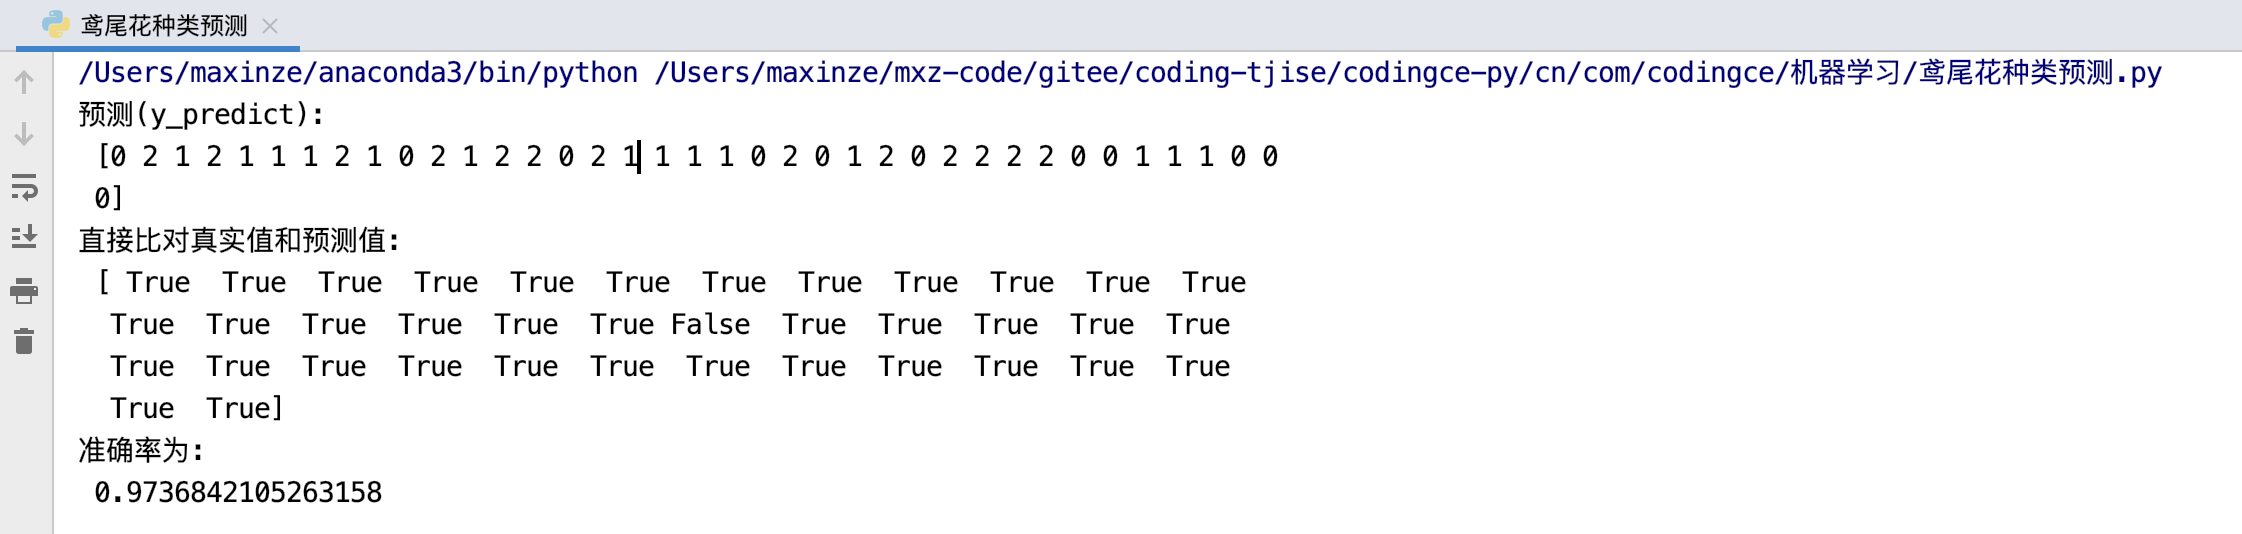 鸢尾花种类预测
/Users/maxinze/anaconda3/bin/python /Users/maxinze/mxz-code/gitee/coding-tjise/codingce-py/cn/com/codingce/机器学习/鸢尾花种类预测.py
预测(y_predict):
[0 2 1 2 1 1 1 2 1 0 2 1 2 2 0 2 1 1 1 1 0 2 0 1 2 0 2 2 2 2 0 0 1 1 1 0 0
0]
直接比对真实值和预测值:
[ True  True  True  True  True  True  True  True  True  True  True  True
True  True  True  True  True  True False  True  True  True  True  True
True  True  True  True  True  True  True  True  True  True  True  True
True  True]
准确率为:
0.9736842105263158